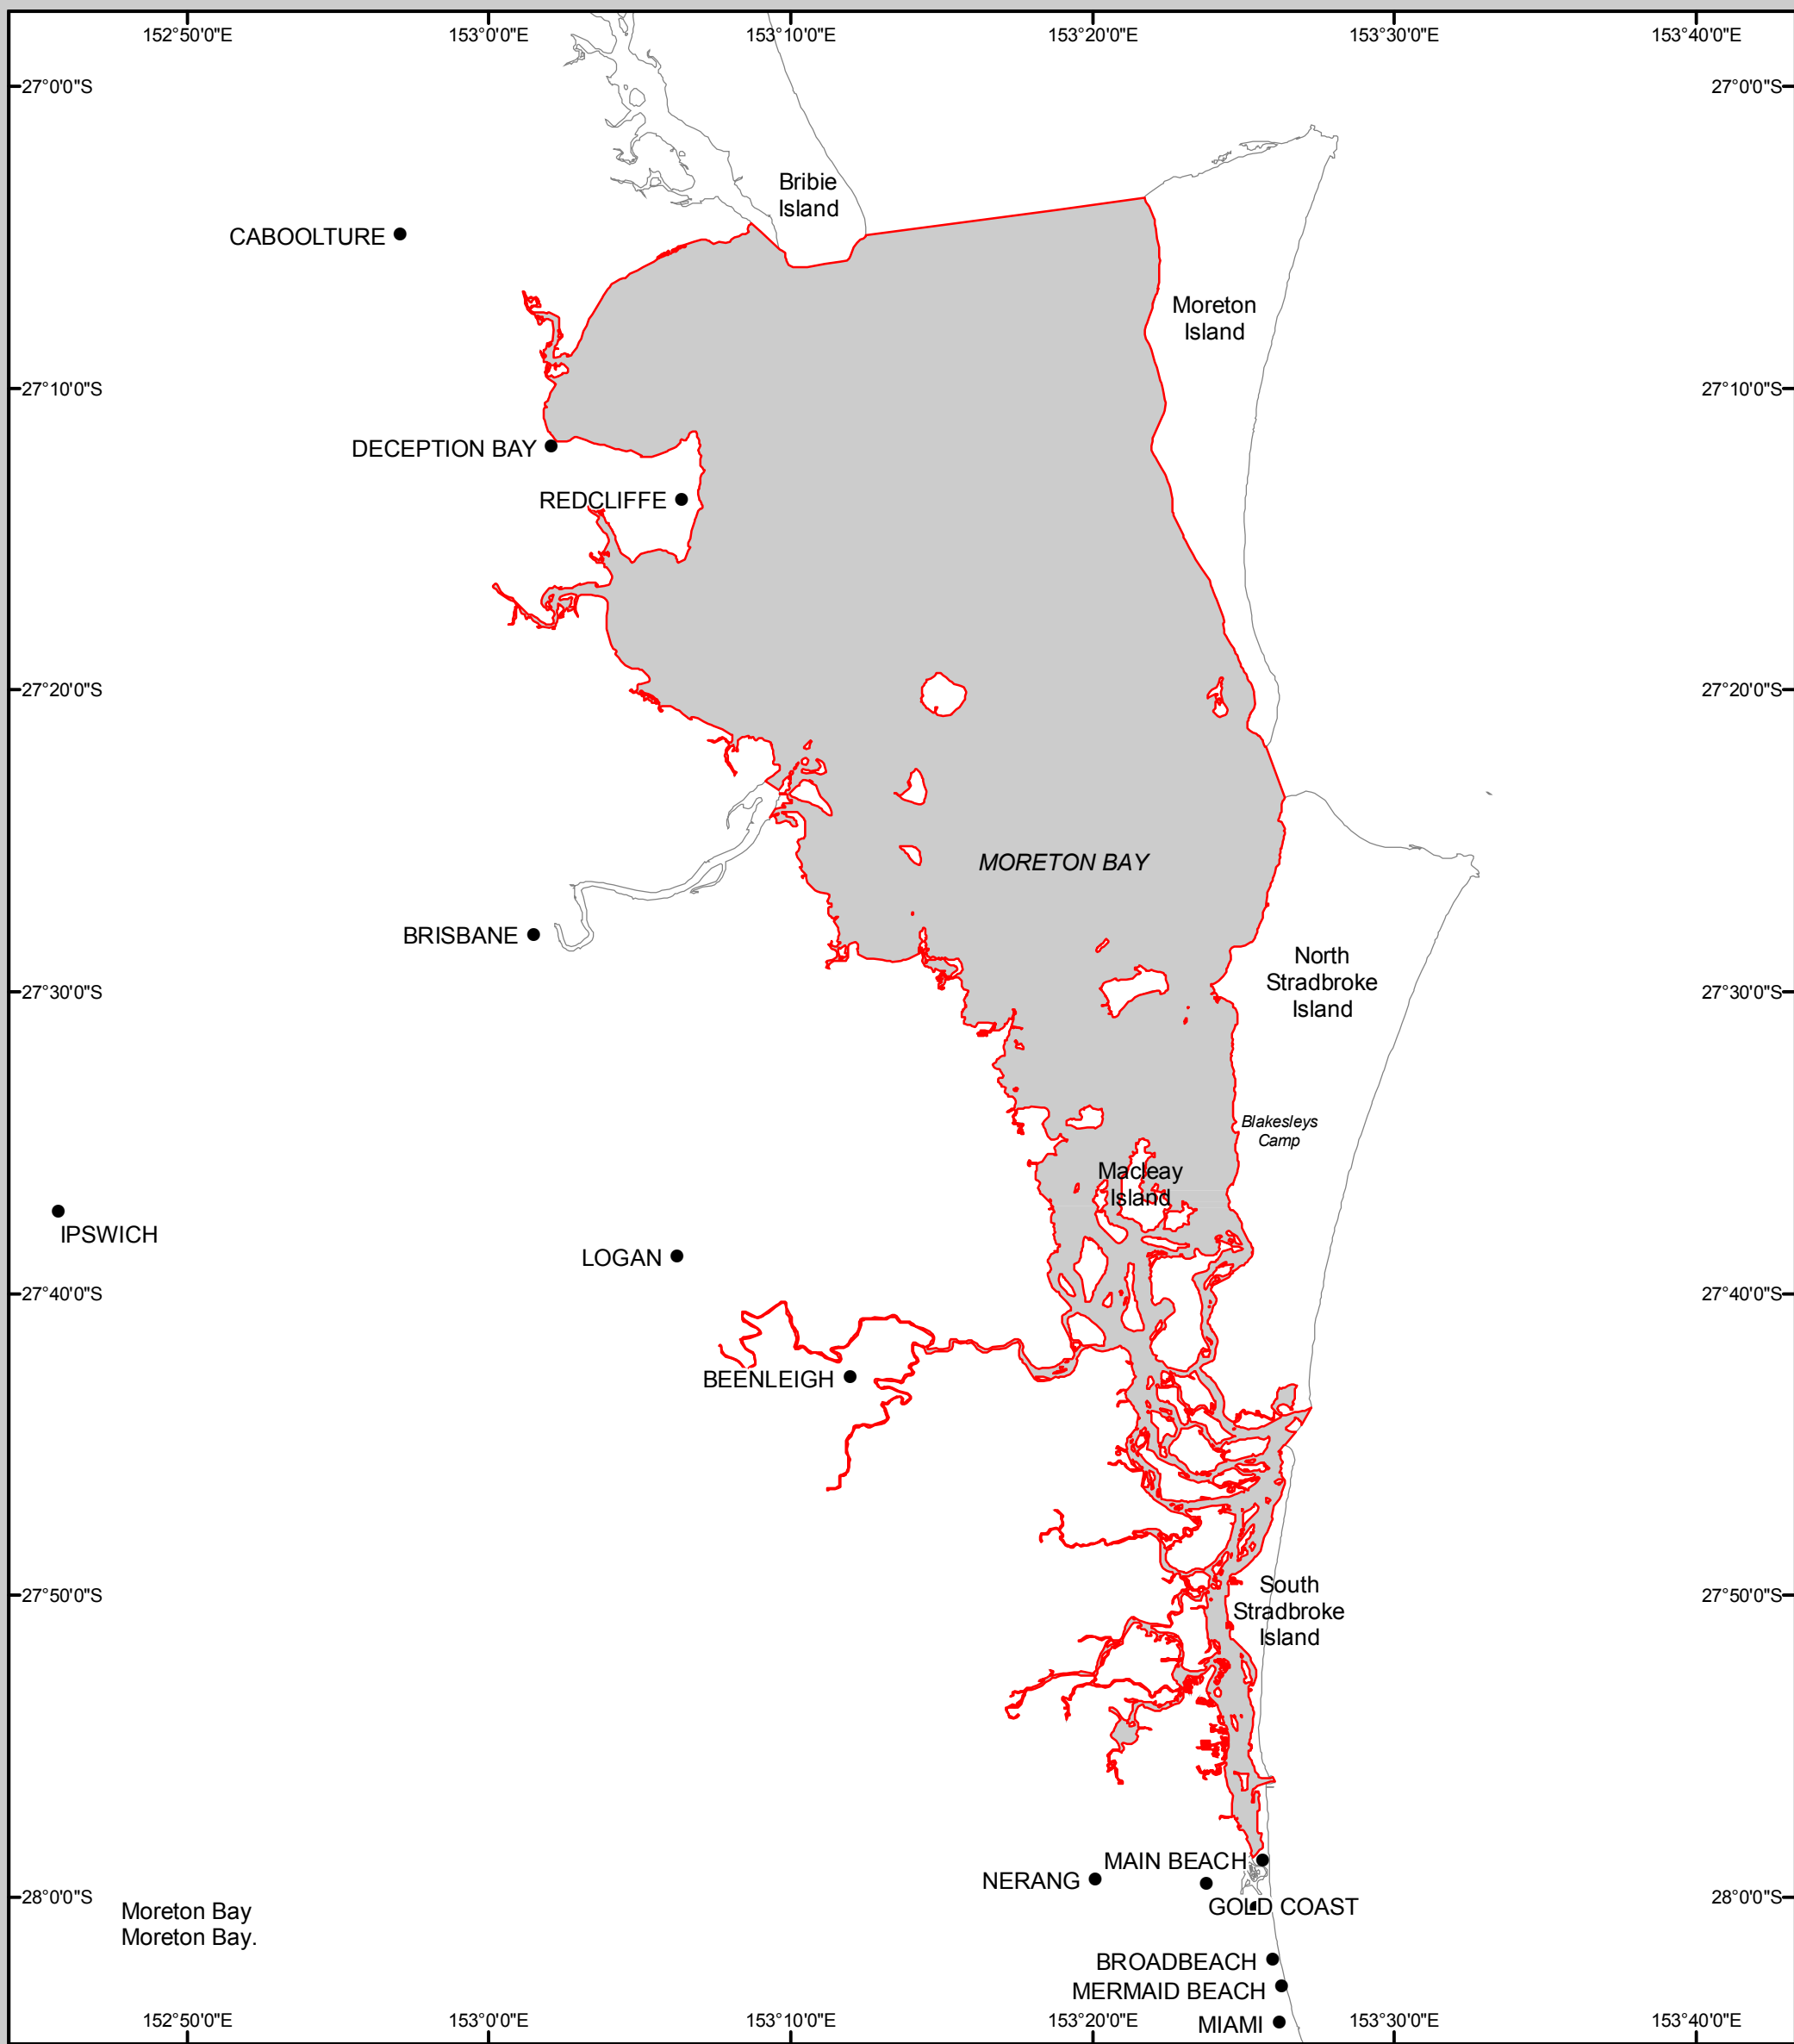 152°50'0"E 153°0'0"E 153°10'0"E 153°20'0"E 153°30'0"E 153°40'0"E
27°0'0"S 27°0'0"S
Bribie
Island
CABOOLTURE
Moreton
Island
27°10'0"S 27°10'0"S
DECEPTION BAY
REDCLIFFE
27°20'0"S 27°20'0"S
MORETON BAY
BRISBANE
North
Stradbroke
Island
27°30'0"S 27°30'0"S
Blakesleys
Camp
Macleay
Island
IPSWICH
LOGAN
27°40'0"S 27°40'0"S
BEENLEIGH
27°50'0"S 27°50'0"S
South
Stradbroke
Island
MAIN BEACH
NERANG
28°0'0"S 28°0'0"S
GOLD COAST
Moreton Bay
Moreton Bay.
BROADBEACH
MERMAID BEACH
MIAMI
152°50'0"E 153°0'0"E 153°10'0"E 153°20'0"E 153°30'0"E 153°40'0"E